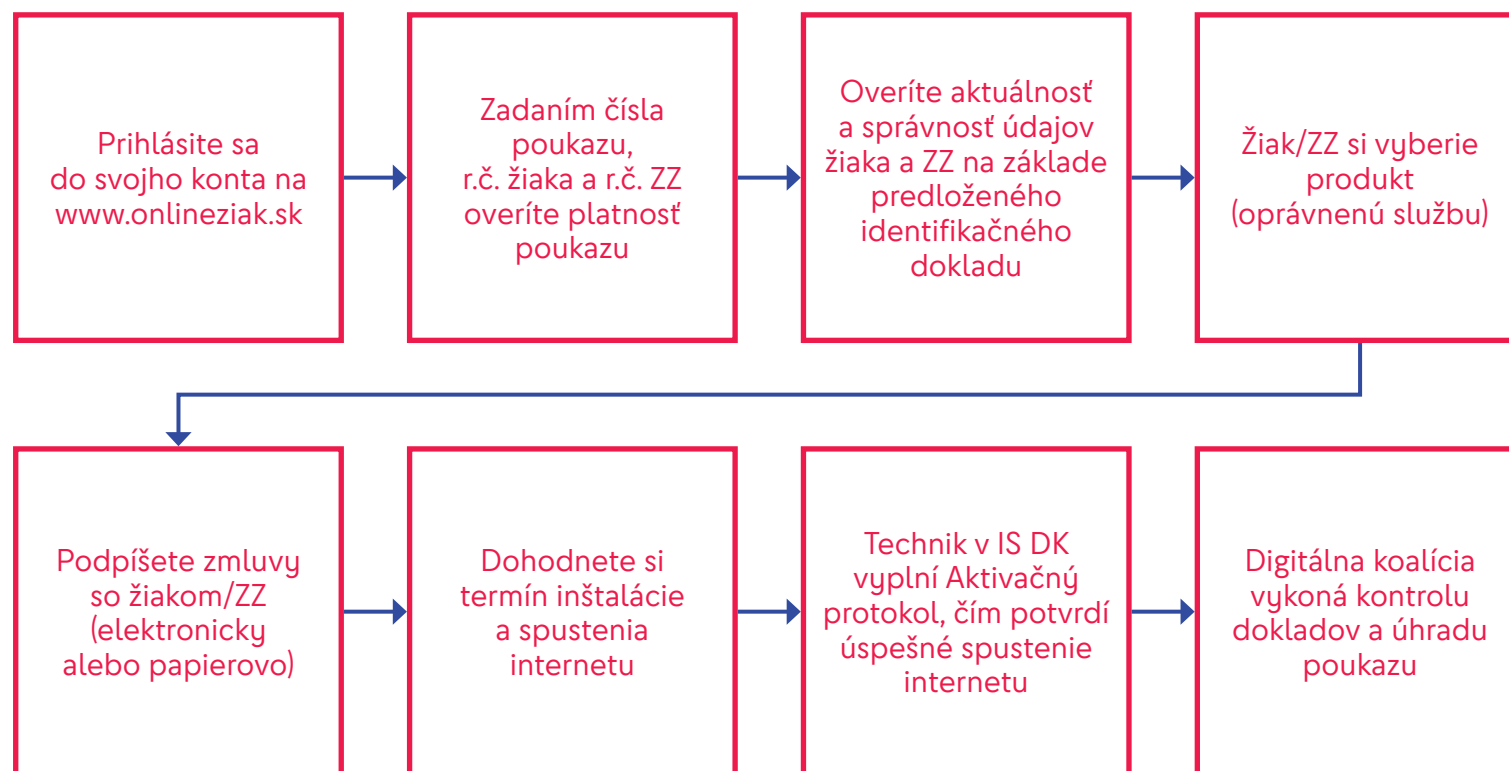 Prihlásite sa
do svojho konta na
www.onlineziak.sk
Zadaním čísla
poukazu,
r.č. žiaka a r.č. ZZ
overíte platnosť
poukazu
Overíte aktuálnosť
a správnosť údajov
žiaka a ZZ na základe
predloženého
identifikačného
dokladu
Žiak/ZZ si vyberie
produkt
(oprávnenú službu)
Podpíšete zmluvy
so žiakom/ZZ
(elektronicky
alebo papierovo)
Dohodnete si
termín inštalácie
a spustenia
internetu
Technik v IS DK
vyplní Aktivačný
protokol, čím potvrdí
úspešné spustenie
internetu
Digitálna koalícia
vykoná kontrolu
dokladov a úhradu
poukazu